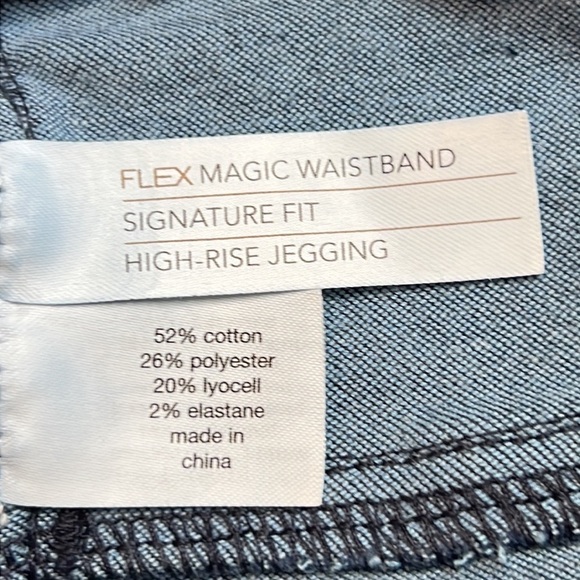 FLEX MAGIC WAISTBAND
SIGNATURE FIT
HIGH-RISE JEGGING
52% cotton
26% polyester
20% lyocell
2% elastane
made in
china